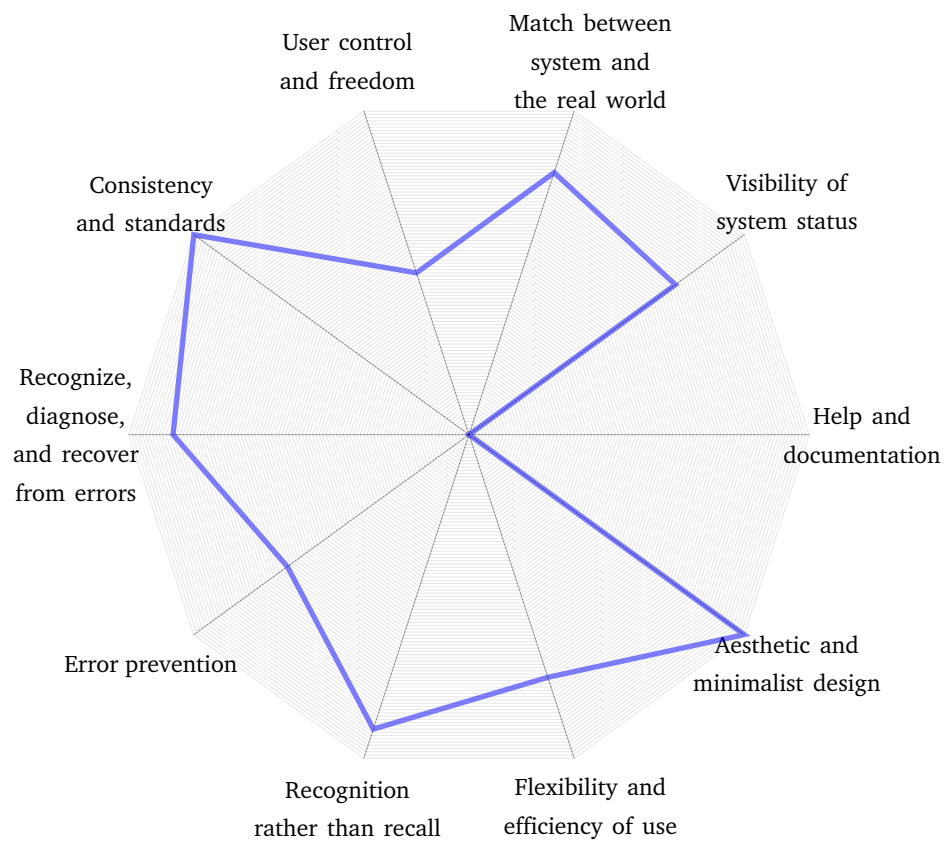 User control
and freedom
Match between
system and
the real world
Consistency
and standards
Visibility of
system status
Recognize,
diagnose,
and recover
from errors
Help and
documentation
Error prevention
Aesthetic and
minimalist design
Recognition
rather than recall
Flexibility and
efficiency of use